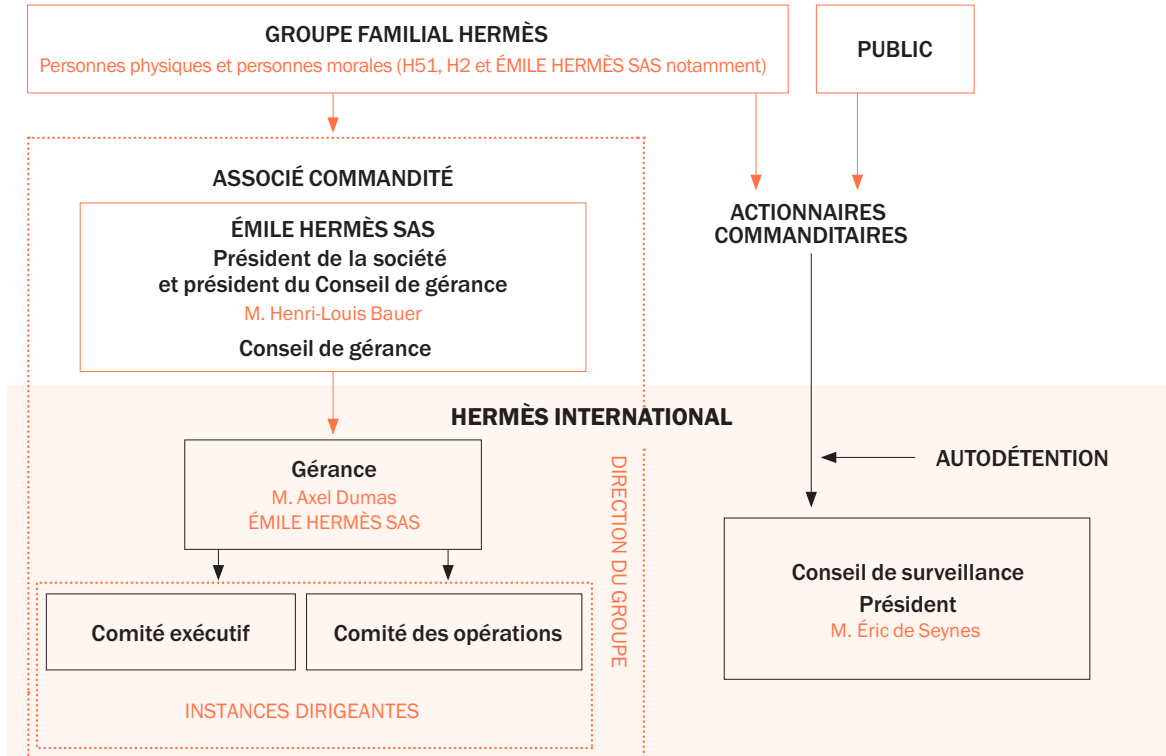 GROUPE FAMILIAL HERMÈS
Personnes physiques et personnes morales (H51, H2 et ÉMILE HERMÈS SAS notamment)
PUBLIC
ASSOCIÉ COMMANDITÉ
ÉMILE HERMÈS SAS
Président de la société
et président du Conseil de gérance
M. Henri-Louis Bauer
Conseil de gérance
ACTIONNAIRES
COMMANDITAIRES
HERMÈS INTERNATIONAL
Gérance
M. Axel Dumas
ÉMILE HERMÈS SAS
DIRECTION DU GROUPE
AUTODÉTENTION
Comité exécutif
Comité des opérations
INSTANCES DIRIGEANTES
Conseil de surveillance
Président
M. Éric de Seynes